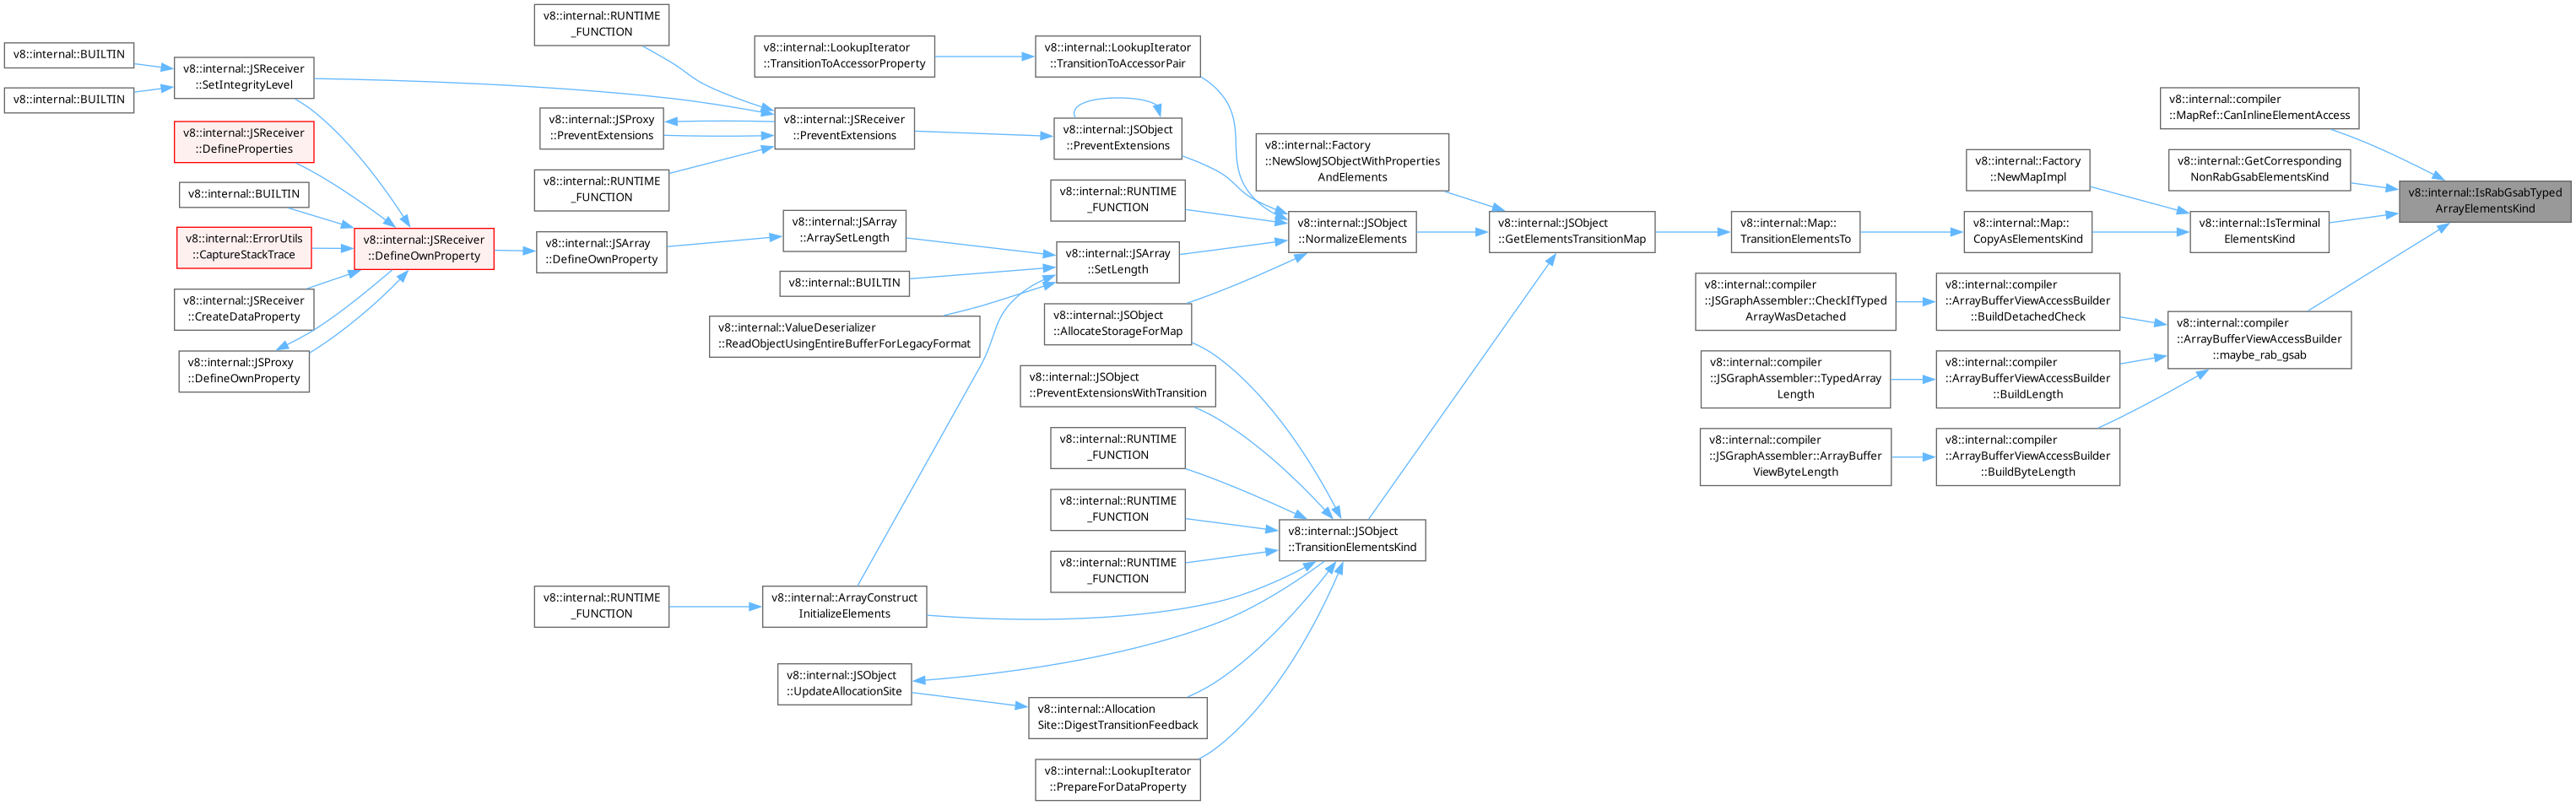 v8::internal::RUNTIME
_FUNCTION
v8::internal::BUILTIN
v8::internal::BUILTIN
v8::internal::JSReceiver
::SetIntegrityLevel
v8::internal::JSReceiver
::DefineProperties
v8::internal::BUILTIN
v8::internal::ErrorUtils
::CaptureStackTrace
v8::internal::JSReceiver
::CreateDataProperty
v8::internal::JSProxy
::DefineOwnProperty
v8::internal::JSReceiver
::DefineOwnProperty
v8::internal::JSProxy
::PreventExtensions
v8::internal::RUNTIME
_FUNCTION
v8::internal::JSArray
::DefineOwnProperty
v8::internal::RUNTIME
_FUNCTION
v8::internal::LookupIterator
::TransitionToAccessorProperty
v8::internal::JSReceiver
::PreventExtensions
v8::internal::JSArray
::ArraySetLength
v8::internal::BUILTIN
v8::internal::ValueDeserializer
::ReadObjectUsingEntireBufferForLegacyFormat
v8::internal::ArrayConstruct
InitializeElements
v8::internal::JSObject
::UpdateAllocationSite
v8::internal::LookupIterator
::TransitionToAccessorPair
v8::internal::JSObject
::PreventExtensions
v8::internal::RUNTIME
_FUNCTION
v8::internal::JSArray
::SetLength
v8::internal::JSObject
::AllocateStorageForMap
v8::internal::JSObject
::PreventExtensionsWithTransition
v8::internal::RUNTIME
_FUNCTION
v8::internal::RUNTIME
_FUNCTION
v8::internal::RUNTIME
_FUNCTION
v8::internal::Allocation
Site::DigestTransitionFeedback
v8::internal::LookupIterator
::PrepareForDataProperty
v8::internal::Factory
::NewSlowJSObjectWithProperties
AndElements
v8::internal::JSObject
::NormalizeElements
v8::internal::JSObject
::TransitionElementsKind
v8::internal::JSObject
::GetElementsTransitionMap
v8::internal::Map::
TransitionElementsTo
v8::internal::compiler
::JSGraphAssembler::CheckIfTyped
ArrayWasDetached
v8::internal::compiler
::JSGraphAssembler::TypedArray
Length
v8::internal::compiler
::JSGraphAssembler::ArrayBuffer
ViewByteLength
v8::internal::Factory
::NewMapImpl
v8::internal::Map::
CopyAsElementsKind
v8::internal::compiler
::ArrayBufferViewAccessBuilder
::BuildDetachedCheck
v8::internal::compiler
::ArrayBufferViewAccessBuilder
::BuildLength
v8::internal::compiler
::ArrayBufferViewAccessBuilder
::BuildByteLength
v8::internal::compiler
::MapRef::CanInlineElementAccess
v8::internal::GetCorresponding
NonRabGsabElementsKind
v8::internal::IsTerminal
ElementsKind
v8::internal::compiler
::ArrayBufferViewAccessBuilder
::maybe_rab_gsab
v8::internal::IsRabGsabTyped
ArrayElementsKind